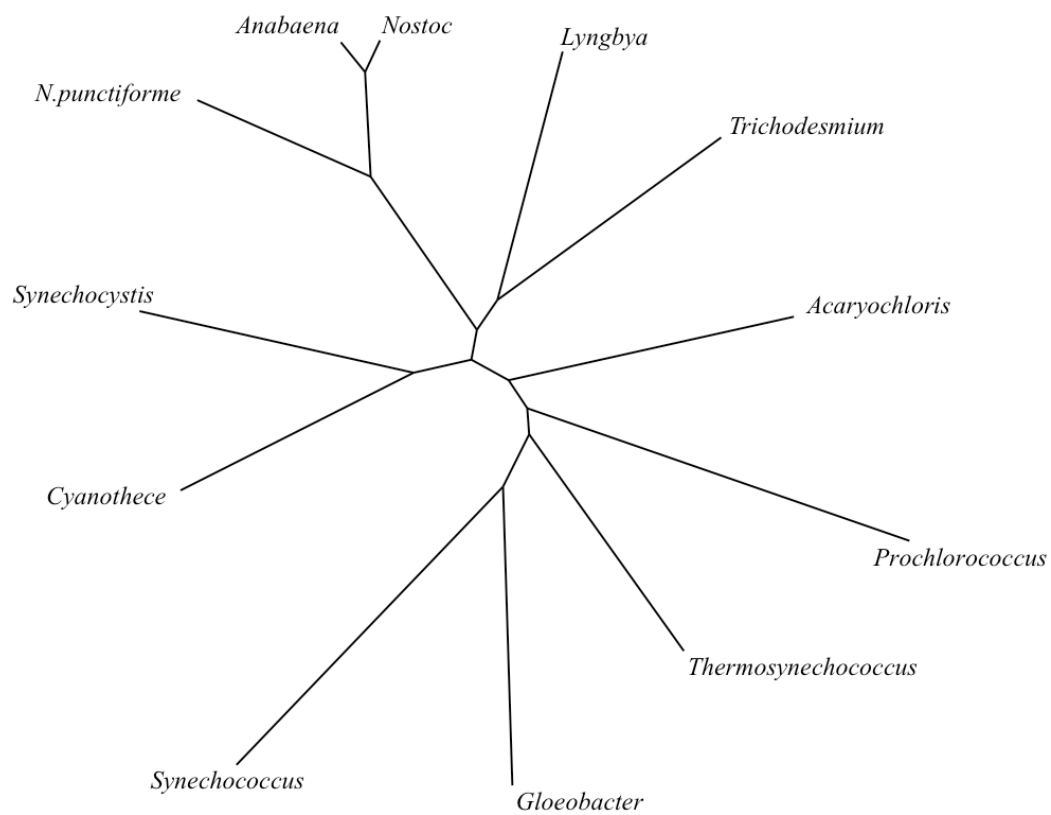 Anabaena
Nostoc
Lyngbya
N.punctiforme
Trichodesmium
Synechocystis
Acaryochloris
Cyanothece
Prochlorococcus
Thermosynechococcus
Synechococcus
Gloeobacter